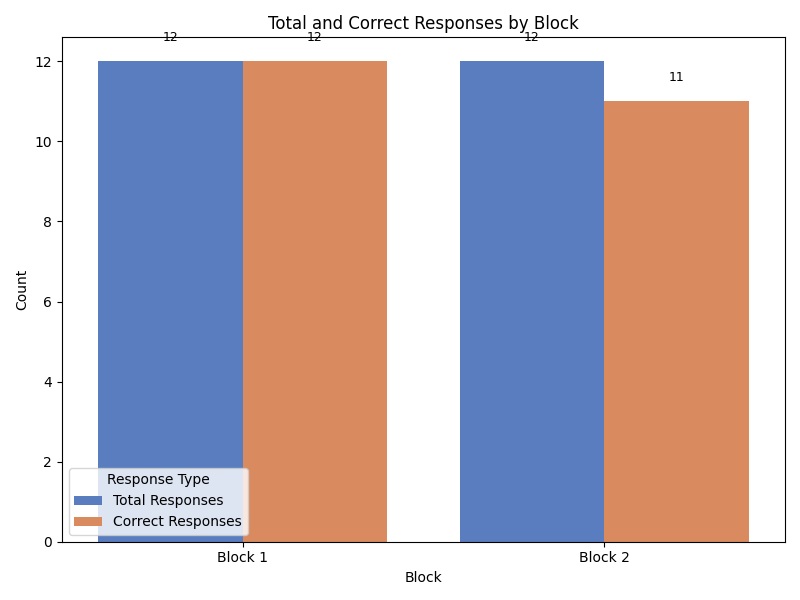 Total and Correct Responses by Block
12
12
12
11
12
10
8
6
4
2
0
Count
Response Type
Total Responses
Correct Responses
Block 1
Block 2
Block